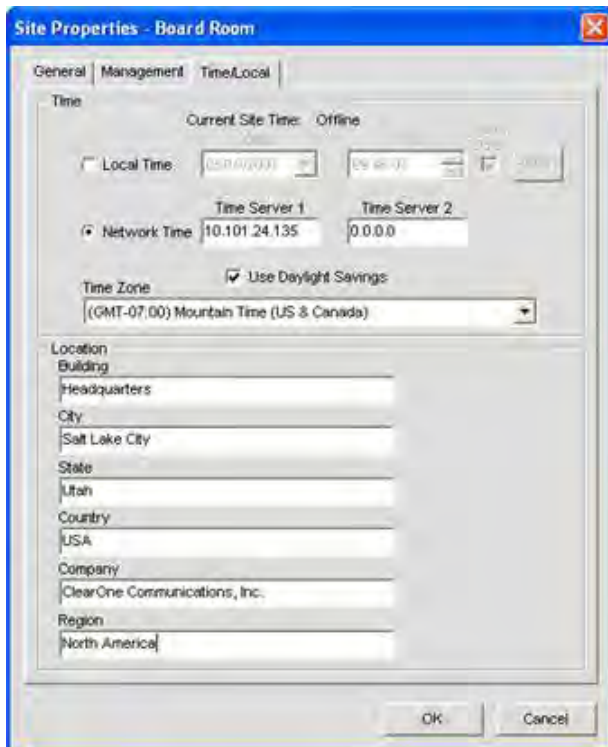 Site Properties - Board Room
General Management Time/Local
Time
Current Site Time: Offline
Local Time
Time Server 1 Time Server 2
Network Time 10.101.24.135 0.0.0.0
Use Daylight Savings
Time Zone
(GMT-07:00) Mountain Time (US & Canada)
Location
Building
Headquarters
City
Salt Lake City
State
Utah
Country
USA
Company
ClearOne Communications, Inc.
Region
North America
OK Cancel